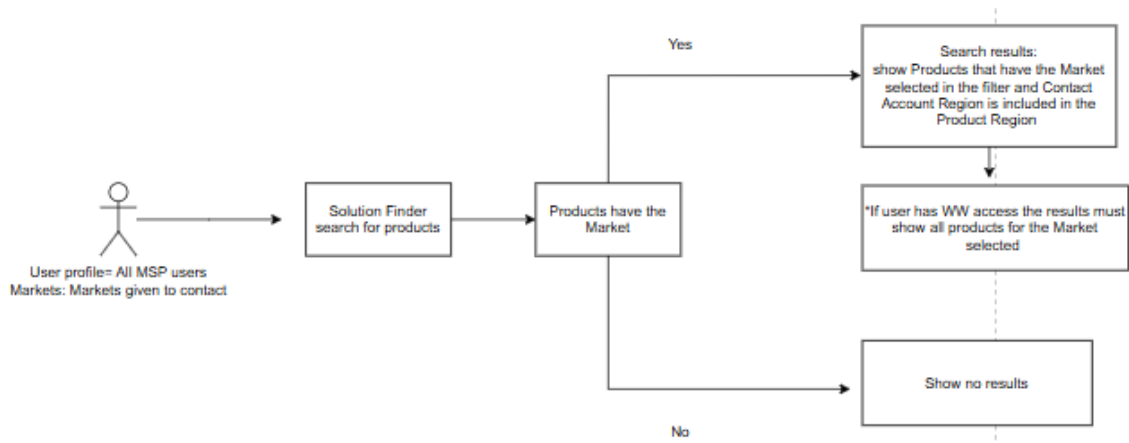 Yes
Search results:
show Products that have the Market
selected in the filter and Contact
Account Region is included in the
Product Region
Solution Finder
search for products
Products have the
Market
*If user has WW access the results must
show all products for the Market
selected
User profile= All MSP users
Markets: Markets given to contact
Show no results
No